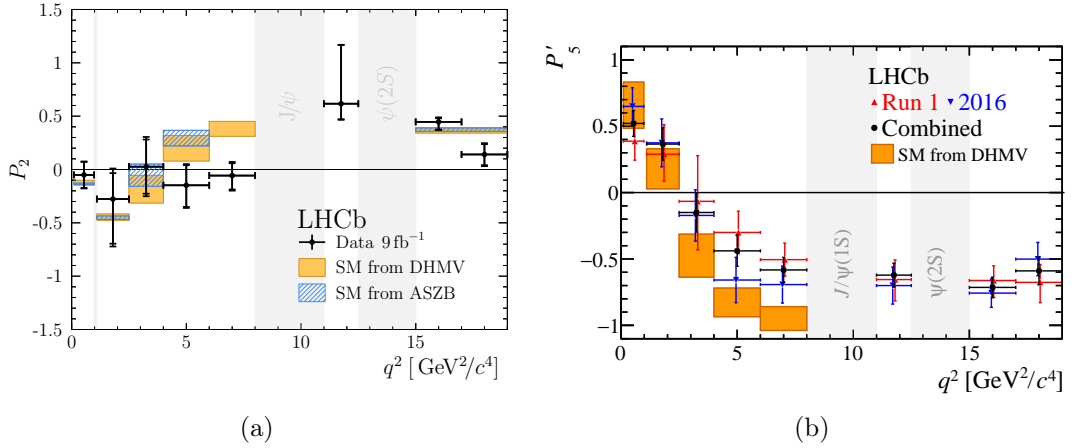 P₂
1.5
1
0.5
0
-0.5
-1
-1.5
J/ψ
ψ(2S)
LHCb
Data 9 fb⁻¹
SM from DHMV
SM from ASZB
0
5
10
15
q² [GeV²/c⁴]
(a)
P′₅
1
0.5
0
−0.5
−1
J/ψ(1S)
ψ(2S)
LHCb
Run 1 2016
Combined
SM from DHMV
0
5
10
15
q² [GeV²/c⁴]
(b)